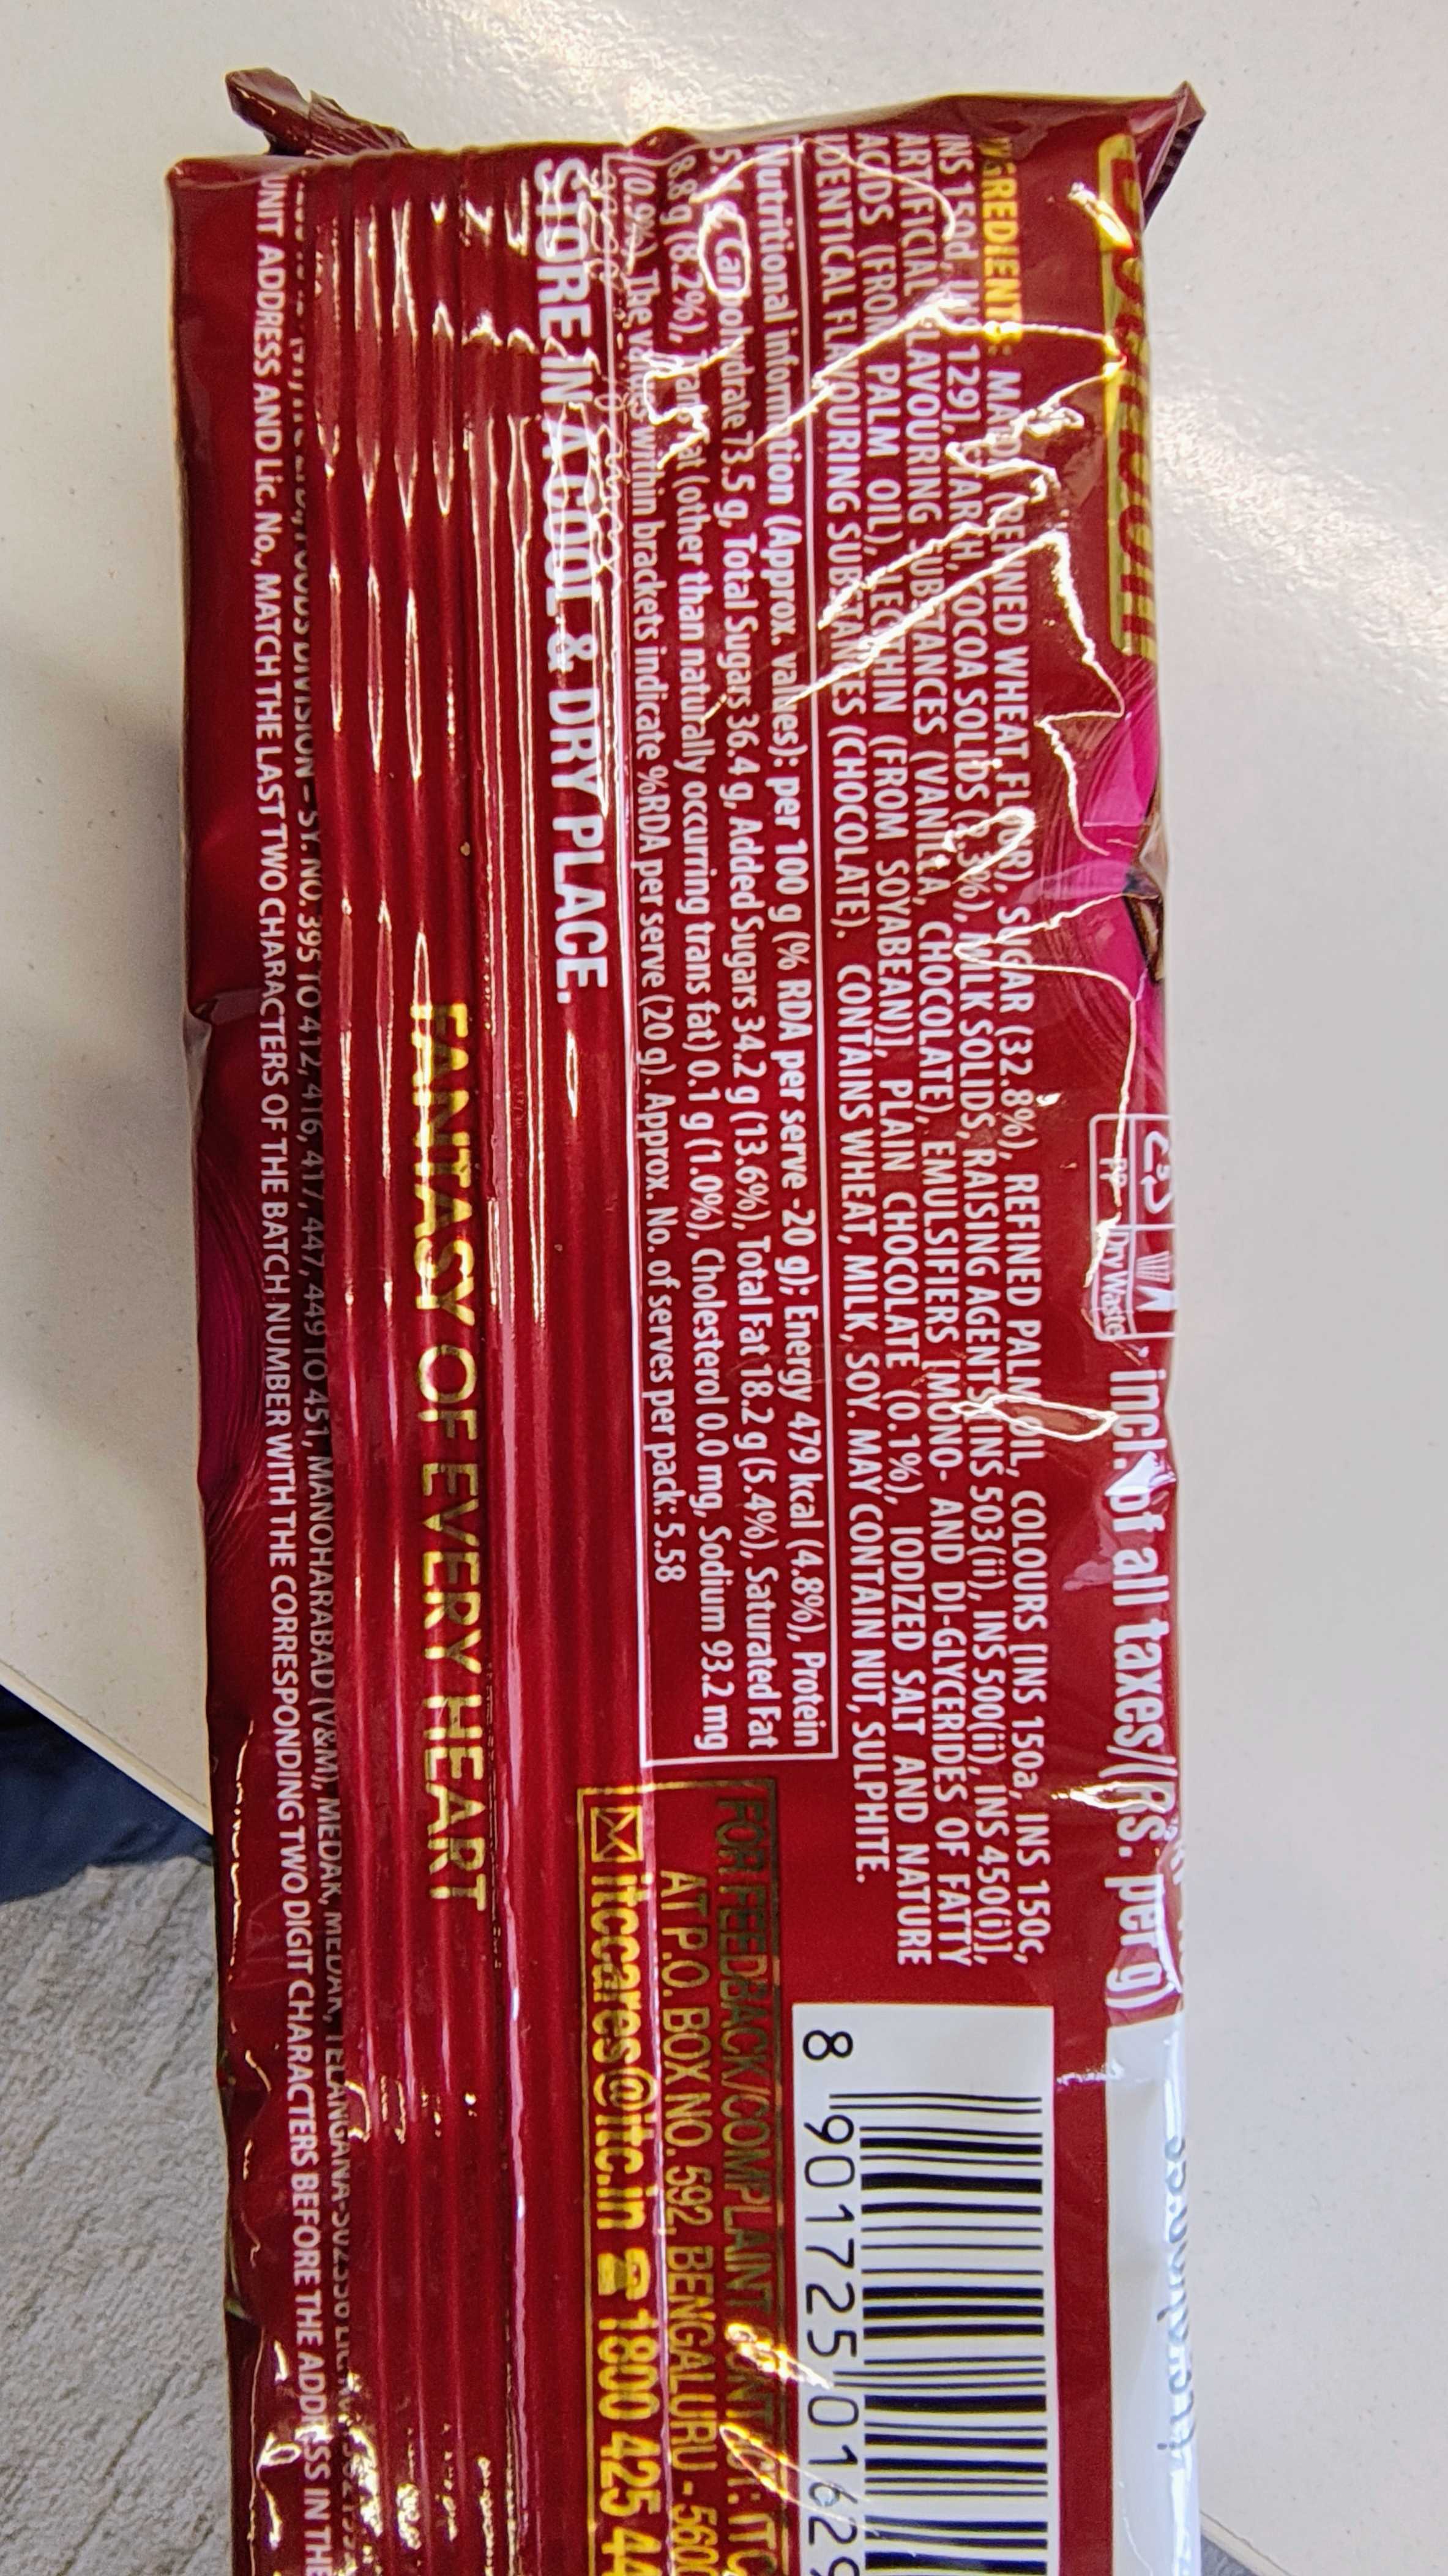 INGREDIENTS: (REFINED WHEAT FLOUR), SUGAR (32.8%), REFINED PALM OIL, COLOURS [INS 150a, INS 150c,
INS 150d, INS 129], STARCH, COCOA SOLIDS MILK SOLIDS, RAISING AGENTS [INS 503(ii), INS 500(ii), INS 450(i)],
ARTIFICIAL FLAVOURING SUBSTANCES (VANILLA, CHOCOLATE), EMULSIFIERS [MONO- AND DI-GLYCERIDES OF FATTY
ACIDS (FROM PALM OIL), LECITHIN (FROM SOYABEAN)], PLAIN CHOCOLATE (0.1%), IODIZED SALT AND NATURE
IDENTICAL FLAVOURING SUBSTANCES (CHOCOLATE). CONTAINS WHEAT, MILK, SOY. MAY CONTAIN NUT, SULPHITE.
Nutritional information (Approx. values): per 100 g (% RDA per serve -20 g); Energy 479 kcal (4.8%), Protein
Carbohydrate 73.5 g, Total Sugars 36.4 g, Added Sugars 34.2 g (13.6%), Total Fat 18.2 g (5.4%), Saturated Fat
8.8 g (8.2%), Trans Fat (other than naturally occurring trans fat) 0.1 g (1.0%), Cholesterol 0.0 mg, Sodium 93.2 mg
(0.9%). The values within brackets indicate %RDA per serve (20 g). Approx. No. of serves per pack: 5.58
STORE IN A COOL & DRY PLACE.
FANTASY OF EVERY HEART
FOODS DIVISION - SY. NO. 395 TO 412, 416, 417, 447, 449 TO 451, MANOHARABAD (V&M), MEDAK, MEDAK, TELANGANA-
UNIT ADDRESS AND Lic. No., MATCH THE LAST TWO CHARACTERS OF THE BATCH NUMBER WITH THE CORRESPONDING TWO DIGIT CHARACTERS BEFORE THE ADDRESS IN THE
PP
Dry Waste
incl. of all taxes/(Rs. per g)
FOR FEEDBACK/COMPLAINT CONTACT: ITC
AT P.O. BOX NO. 592, BENGALURU - 560
itccares@itc.in 1800 425 44
8 901725 01629